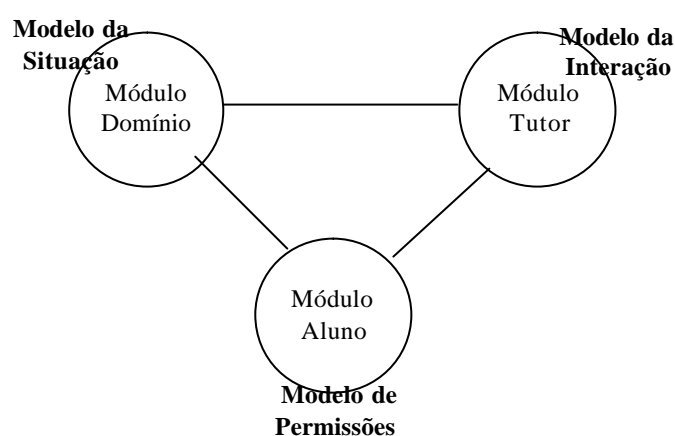 Modelo da
Situação
Módulo
Domínio
Modelo da
Interação
Módulo
Tutor
Módulo
Aluno
Modelo de
Permissões